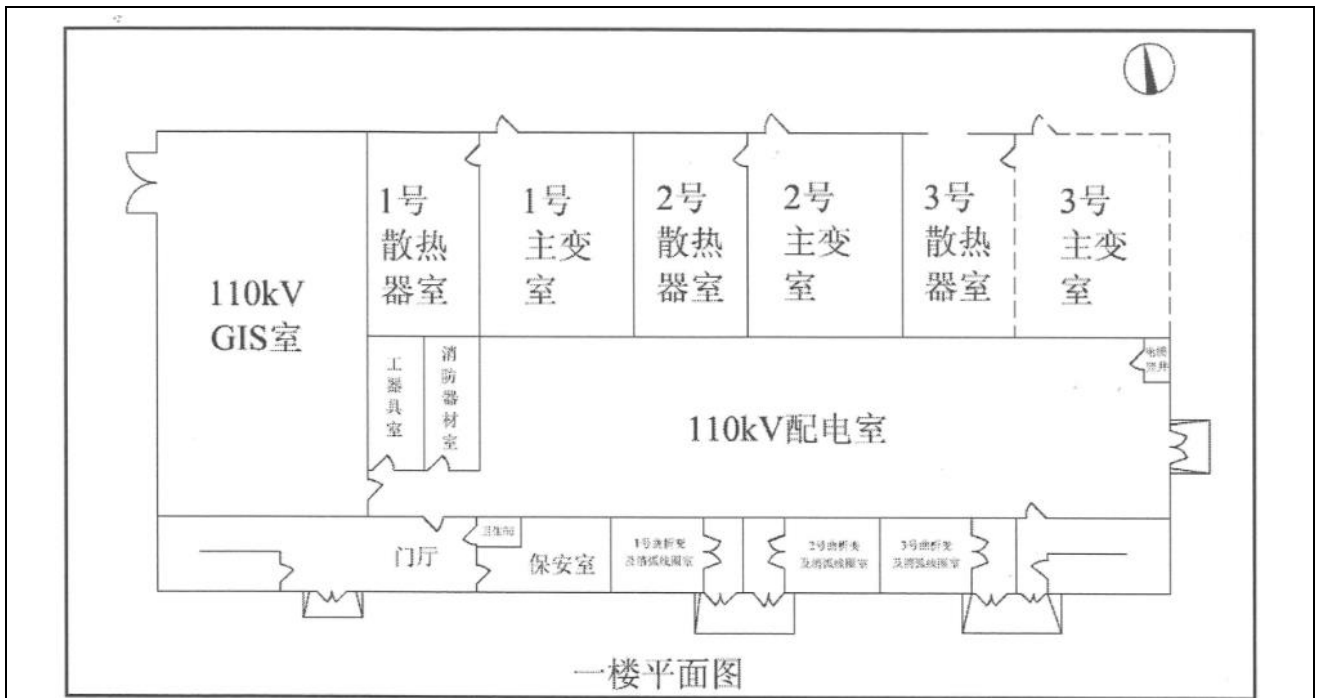 1号
散热
器室
1号
主变
室
2号
散热
器室
2号
主变
室
3号
散热
器室
3号
主变
室
110kV
GIS室
工
器
具
室
消
防
器
材
室
电缆
竖井
110kV配电室
门厅
卫生间
保安室
1号曲折变
及消弧线圈室
2号曲折变
及消弧线圈室
3号曲折变
及消弧线圈室
一楼平面图